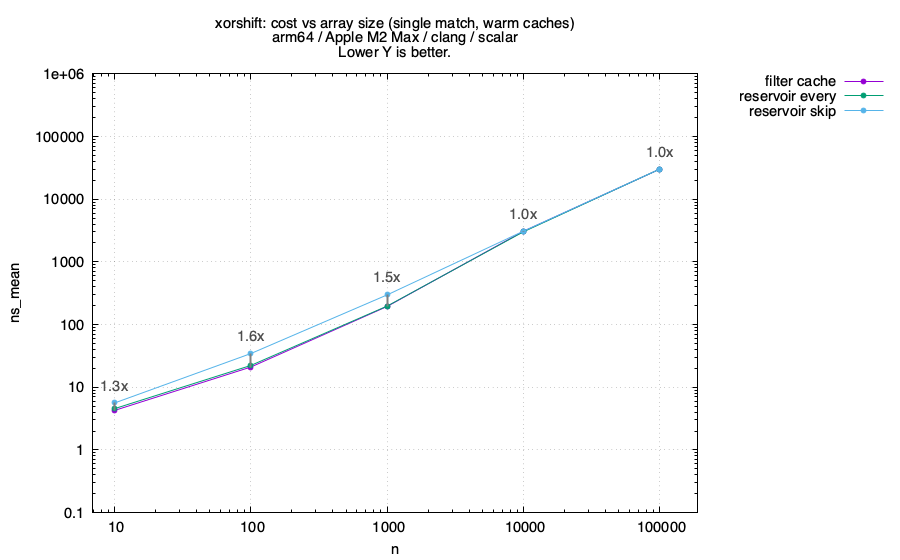 xorshift: cost vs array size (single match, warm caches)
arm64 / Apple M2 Max / clang / scalar
Lower Y is better.
filter cache
reservoir every
reservoir skip
1e+06
100000
10000
1000
100
10
1
0.1
ns_mean
1.3x
1.6x
1.5x
1.0x
1.0x
10
100
1000
10000
100000
n